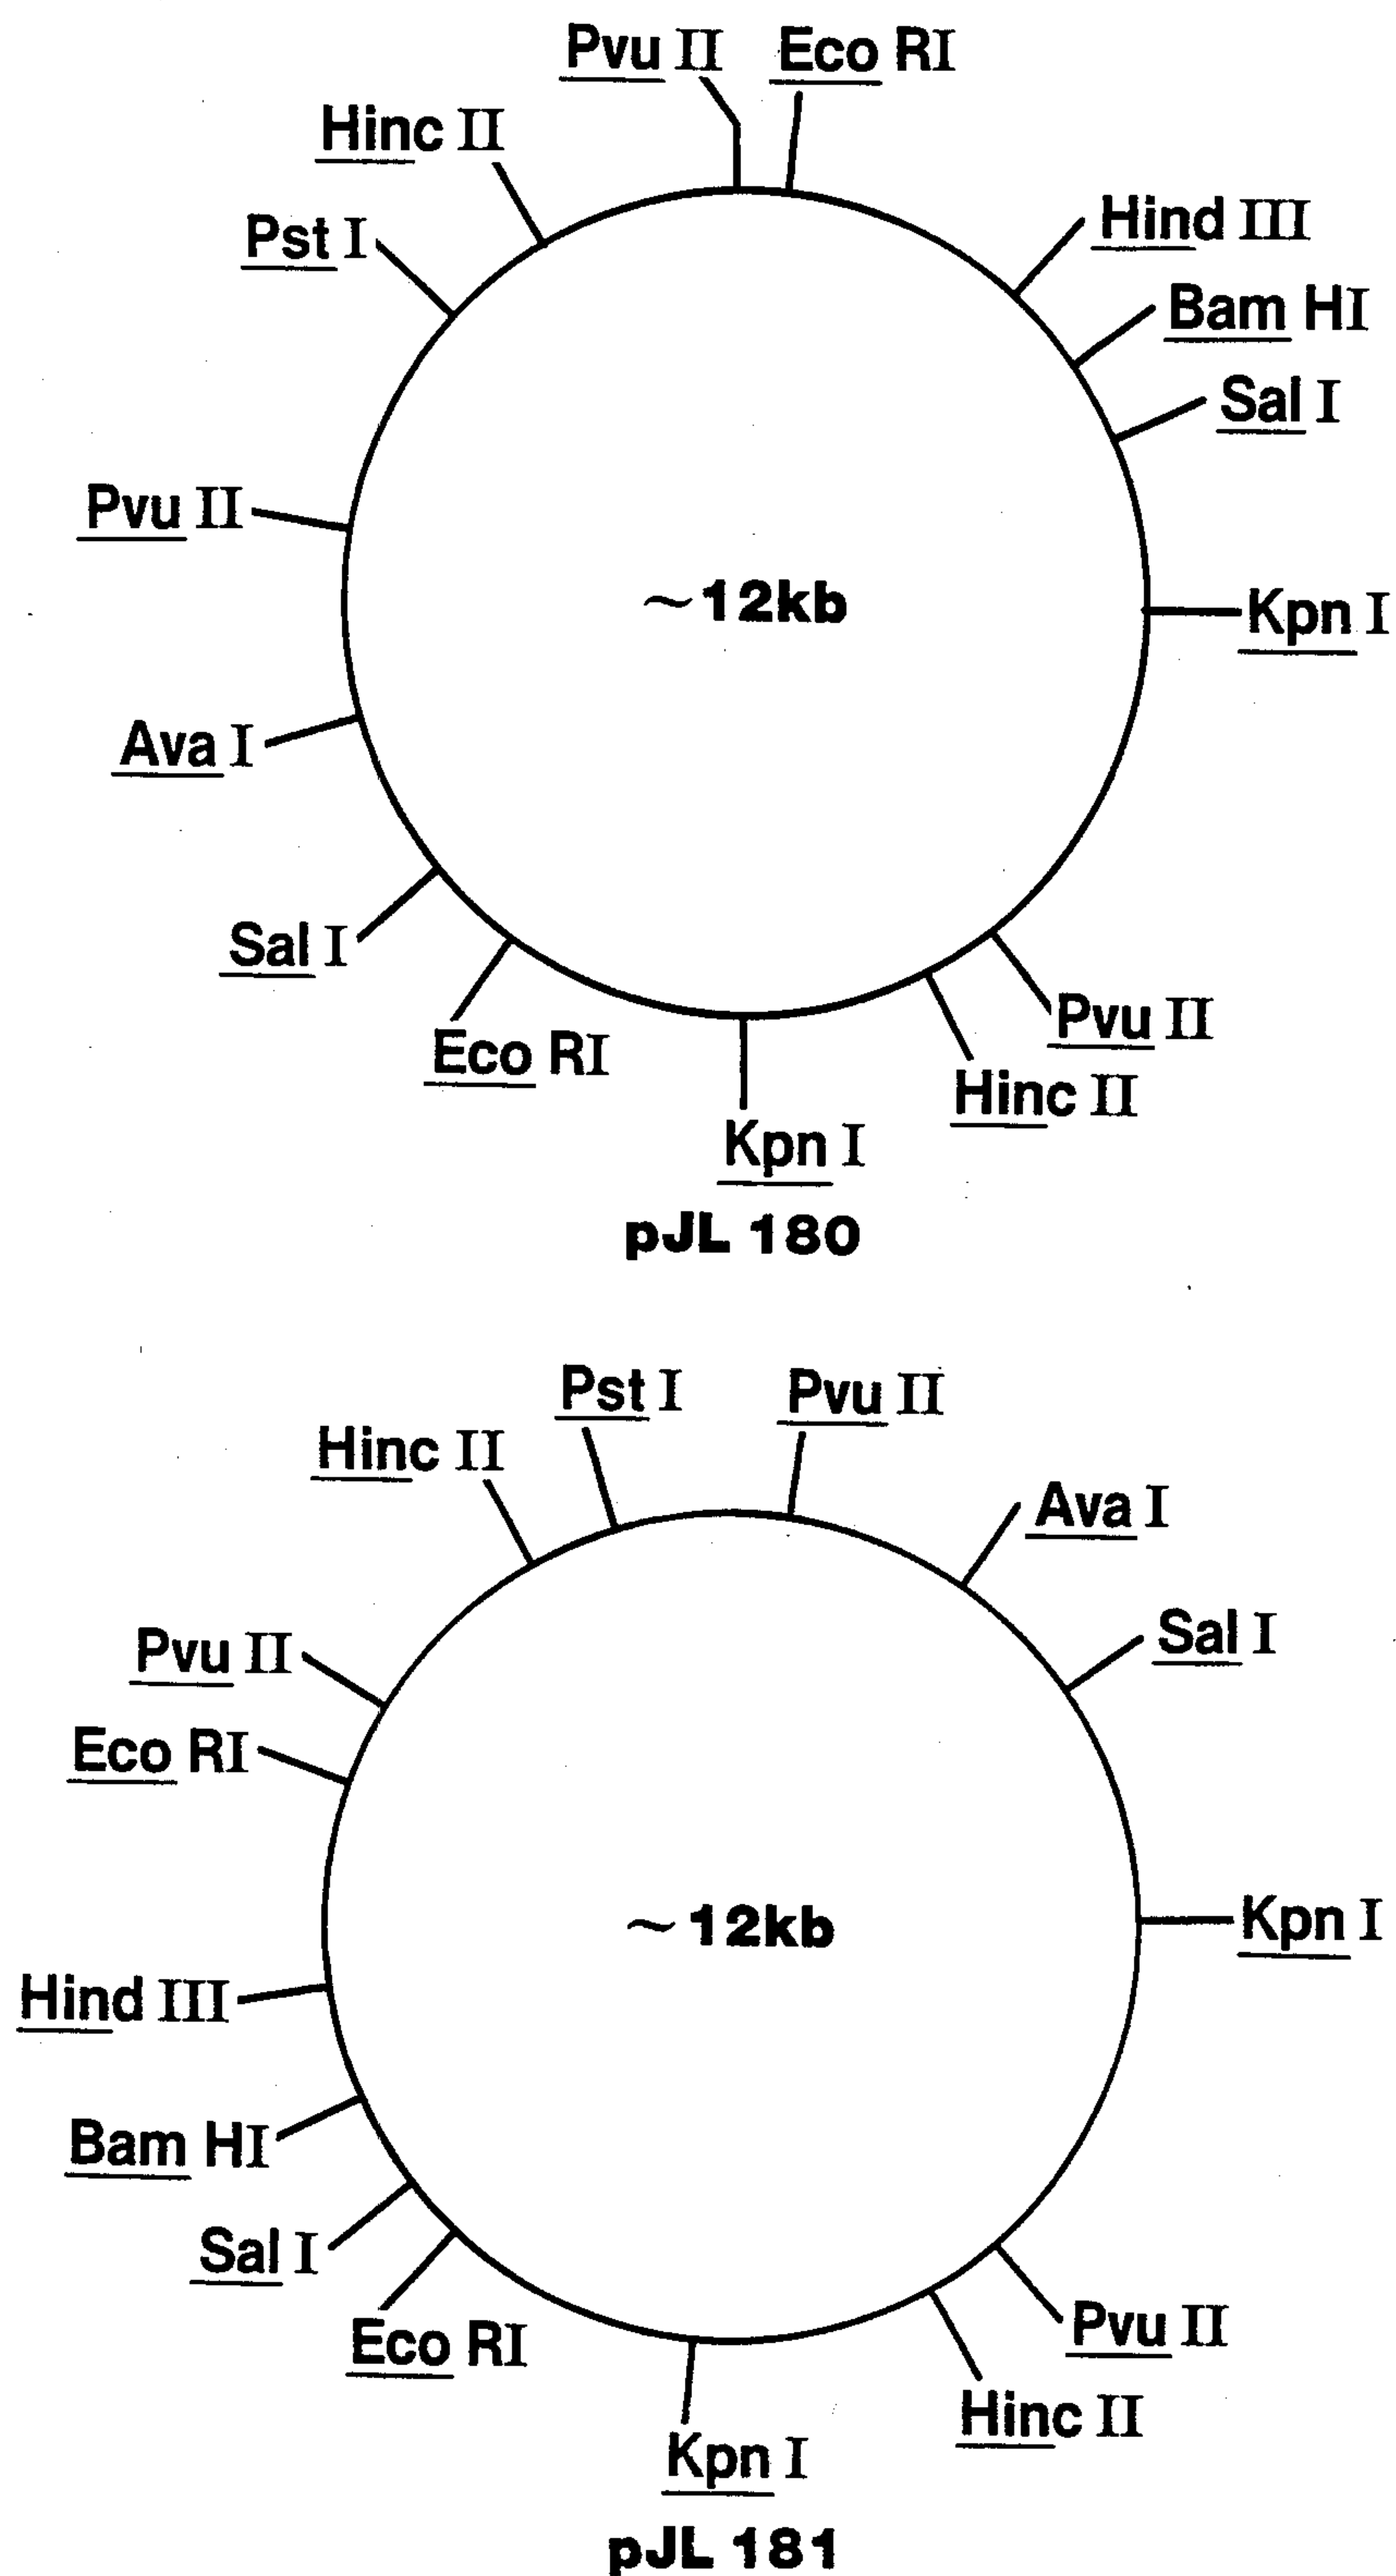 Pvu II
Eco RI
Hinc II
Hind III
Pst I
Bam HI
Sal I
Pvu II
~12kb
Kpn I
Ava I
Sal I
Pvu II
Eco RI
Hinc II
Kpn I
pJL 180
Pst I
Pvu II
Hinc II
Ava I
Sal I
Pvu II
Eco RI
~12kb
Kpn I
Hind III
Bam HI
Sal I
Pvu II
Eco RI
Hinc II
Kpn I
pJL 181